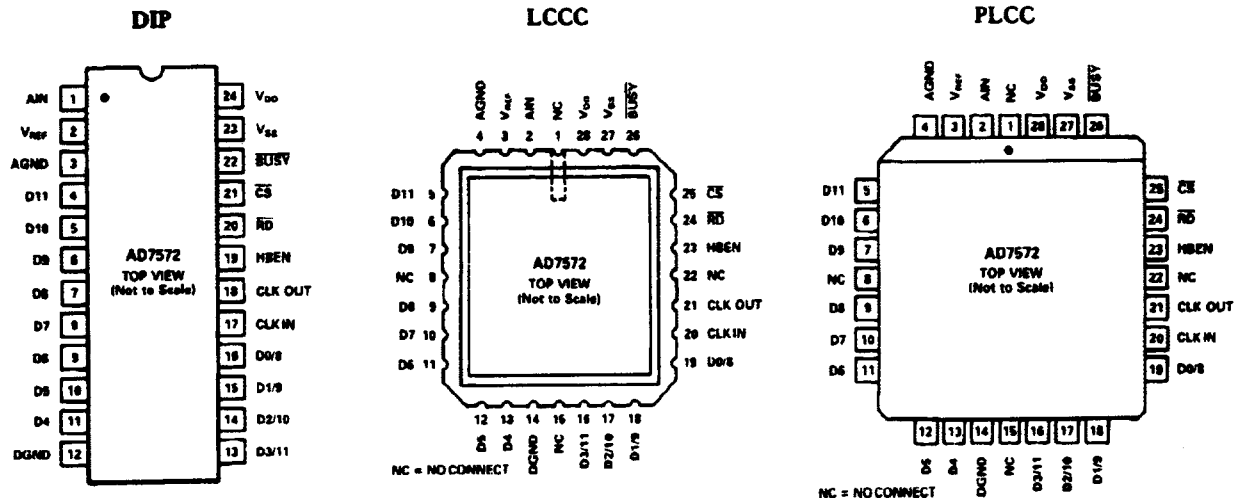 DIP
AIN 1
V_REF 2
AGND 3
D11 4
D10 5
D9 6
D8 7
D7 8
D6 9
D5 10
D4 11
DGND 12
24 V_DD
23 V_SS
22 BUSY
21 CS
20 RD
19 HBEN
18 CLK OUT
17 CLK IN
16 D0/8
15 D1/9
14 D2/10
13 D3/11
AD7572
TOP VIEW
(Not to Scale)
LCCC
AGND V_REF AIN NC V_DD V_SS BUSY
4 3 2 1 28 27 26
D11 5
D10 6
D9 7
NC 8
D8 9
D7 10
D6 11
25 CS
24 RD
23 HBEN
22 NC
21 CLK OUT
20 CLK IN
19 D0/8
AD7572
TOP VIEW
(Not to Scale)
12 13 14 15 16 17 18
D5 D4 DGND NC D3/11 D2/10 D1/9
NC = NO CONNECT
PLCC
AGND V_REF AIN NC V_DD V_SS BUSY
4 3 2 1 28 27 26
D11 5
D10 6
D9 7
NC 8
D8 9
D7 10
D6 11
25 CS
24 RD
23 HBEN
22 NC
21 CLK OUT
20 CLK IN
19 D0/8
AD7572
TOP VIEW
(Not to Scale)
12 13 14 15 16 17 18
D5 D4 DGND NC D3/11 D2/10 D1/9
NC = NO CONNECT